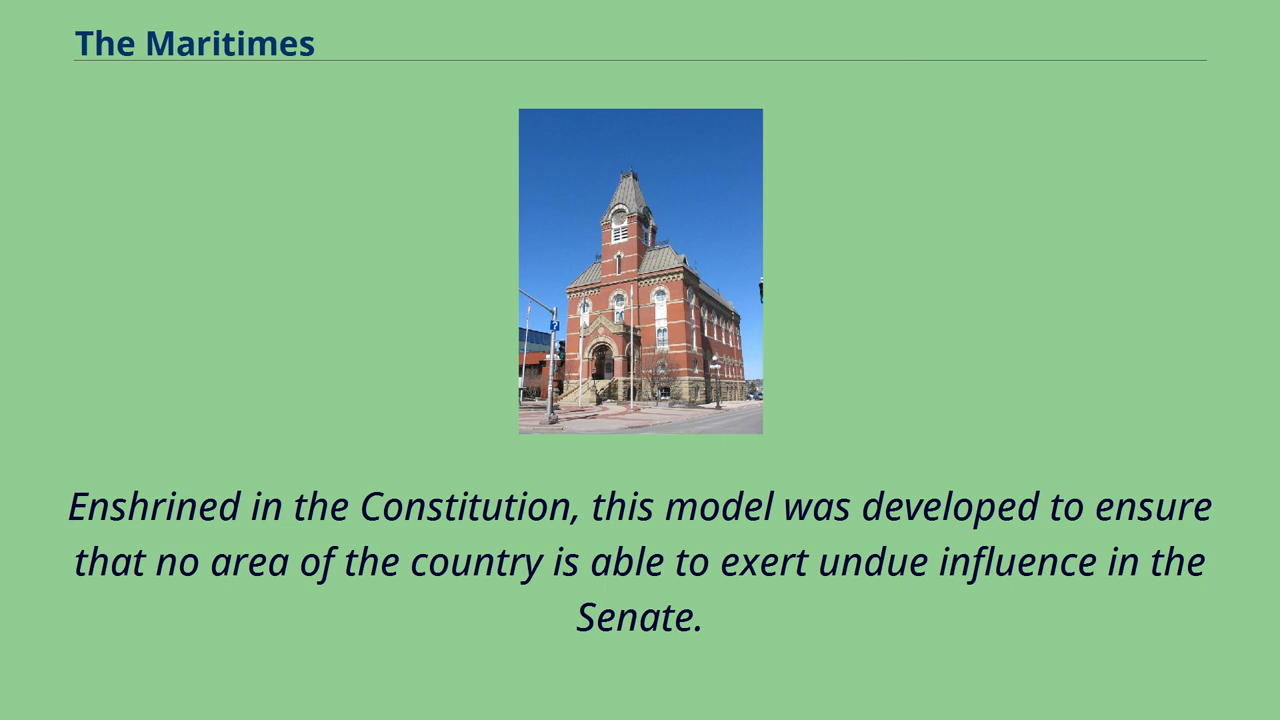 The Maritimes
?
Enshrined in the Constitution, this model was developed to ensure
that no area of the country is able to exert undue influence in the
Senate.